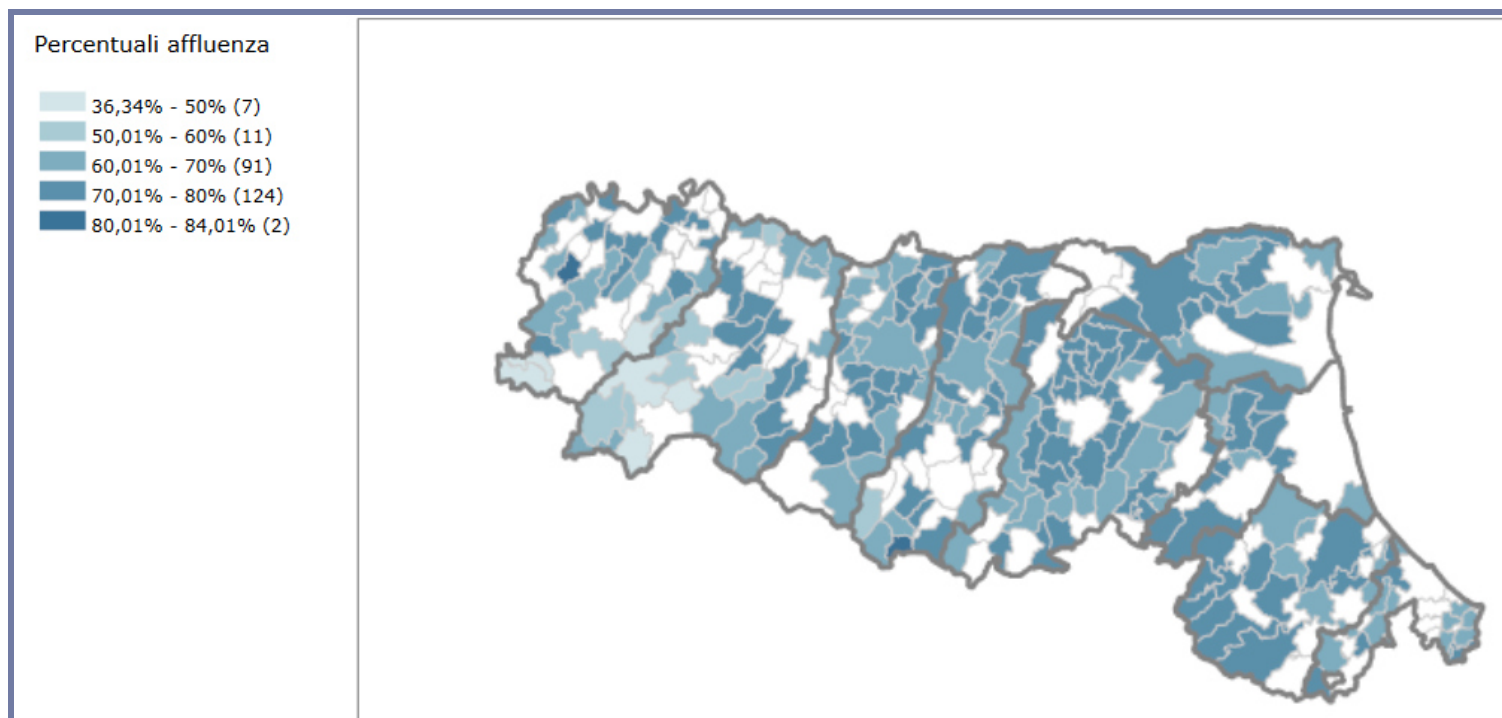 Percentuali affluenza
36,34% - 50% (7)
50,01% - 60% (11)
60,01% - 70% (91)
70,01% - 80% (124)
80,01% - 84,01% (2)